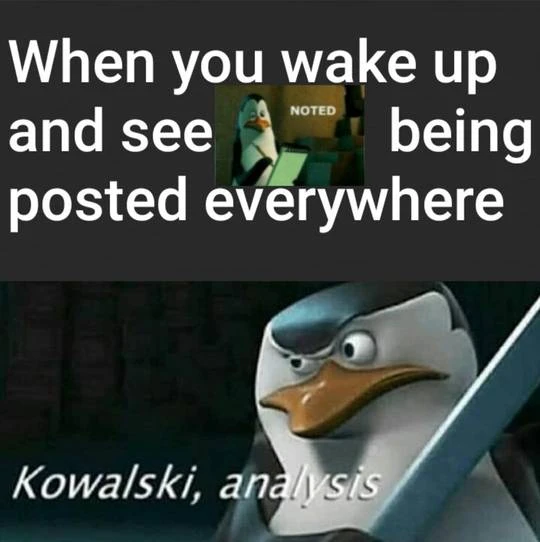 When you wake up
and see NOTED being
posted everywhere
Kowalski, analysis